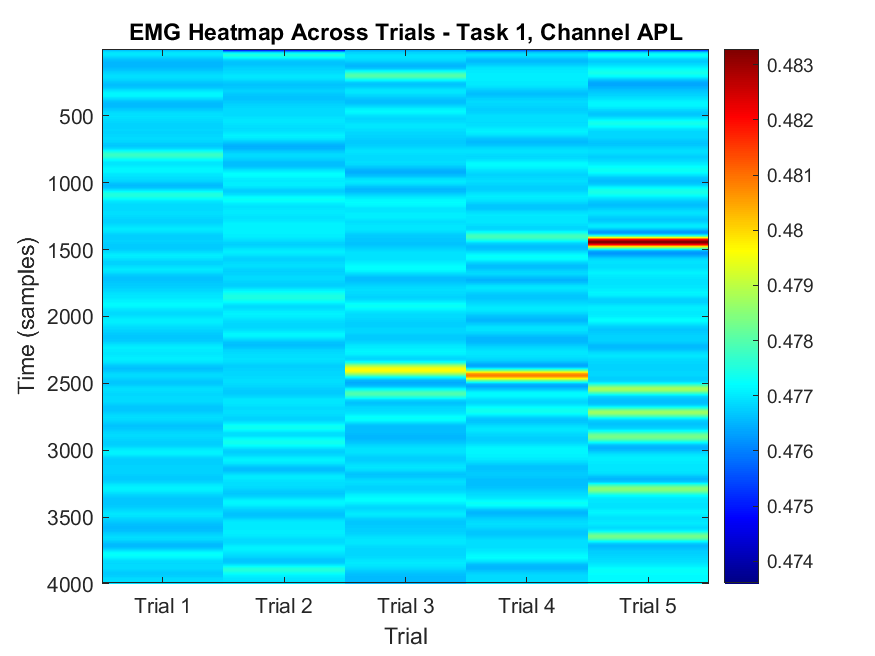 EMG Heatmap Across Trials - Task 1, Channel APL
Time (samples)
500
1000
1500
2000
2500
3000
3500
4000
Trial 1
Trial 2
Trial 3
Trial 4
Trial 5
Trial
0.483
0.482
0.481
0.48
0.479
0.478
0.477
0.476
0.475
0.474